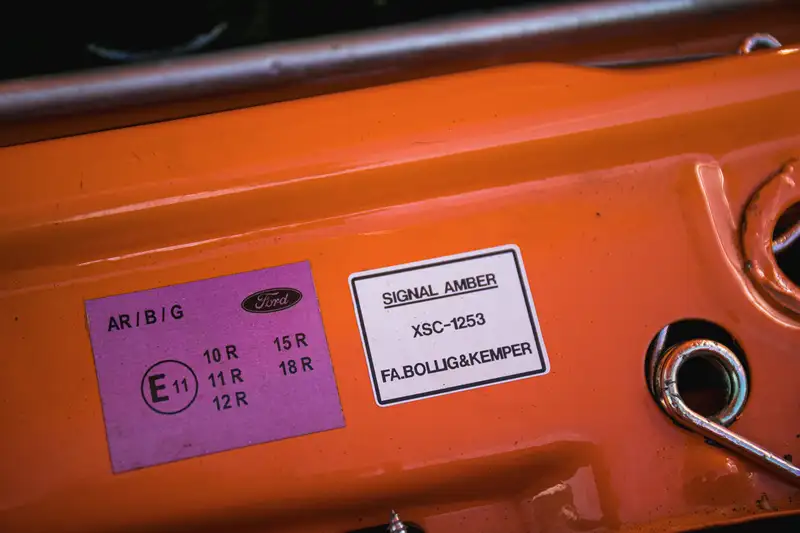 AR/B/G
Ford
E 11
10 R
11 R
12 R
15 R
18 R
SIGNAL AMBER
XSC-1253
FA.BOLLIG&KEMPER